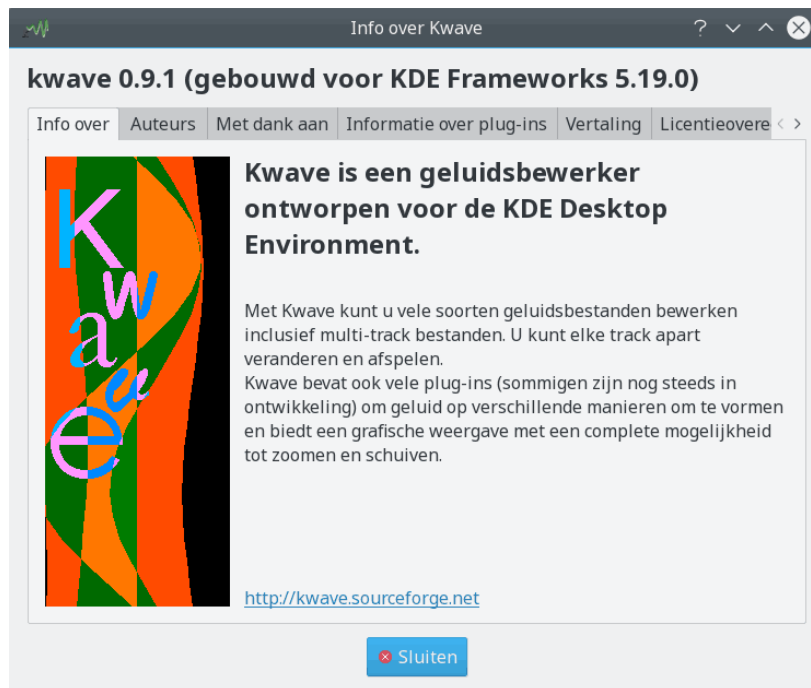 Info over Kwave
kwave 0.9.1 (gebouwd voor KDE Frameworks 5.19.0)
Info over Auteurs Met dank aan Informatie over plug-ins Vertaling Licentieovere
Kwave
Kwave is een geluidsbewerker
ontworpen voor de KDE Desktop
Environment.
Met Kwave kunt u vele soorten geluidsbestanden bewerken
inclusief multi-track bestanden. U kunt elke track apart
veranderen en afspelen.
Kwave bevat ook vele plug-ins (sommigen zijn nog steeds in
ontwikkeling) om geluid op verschillende manieren om te vormen
en biedt een grafische weergave met een complete mogelijkheid
tot zoomen en schuiven.
http://kwave.sourceforge.net
Sluiten